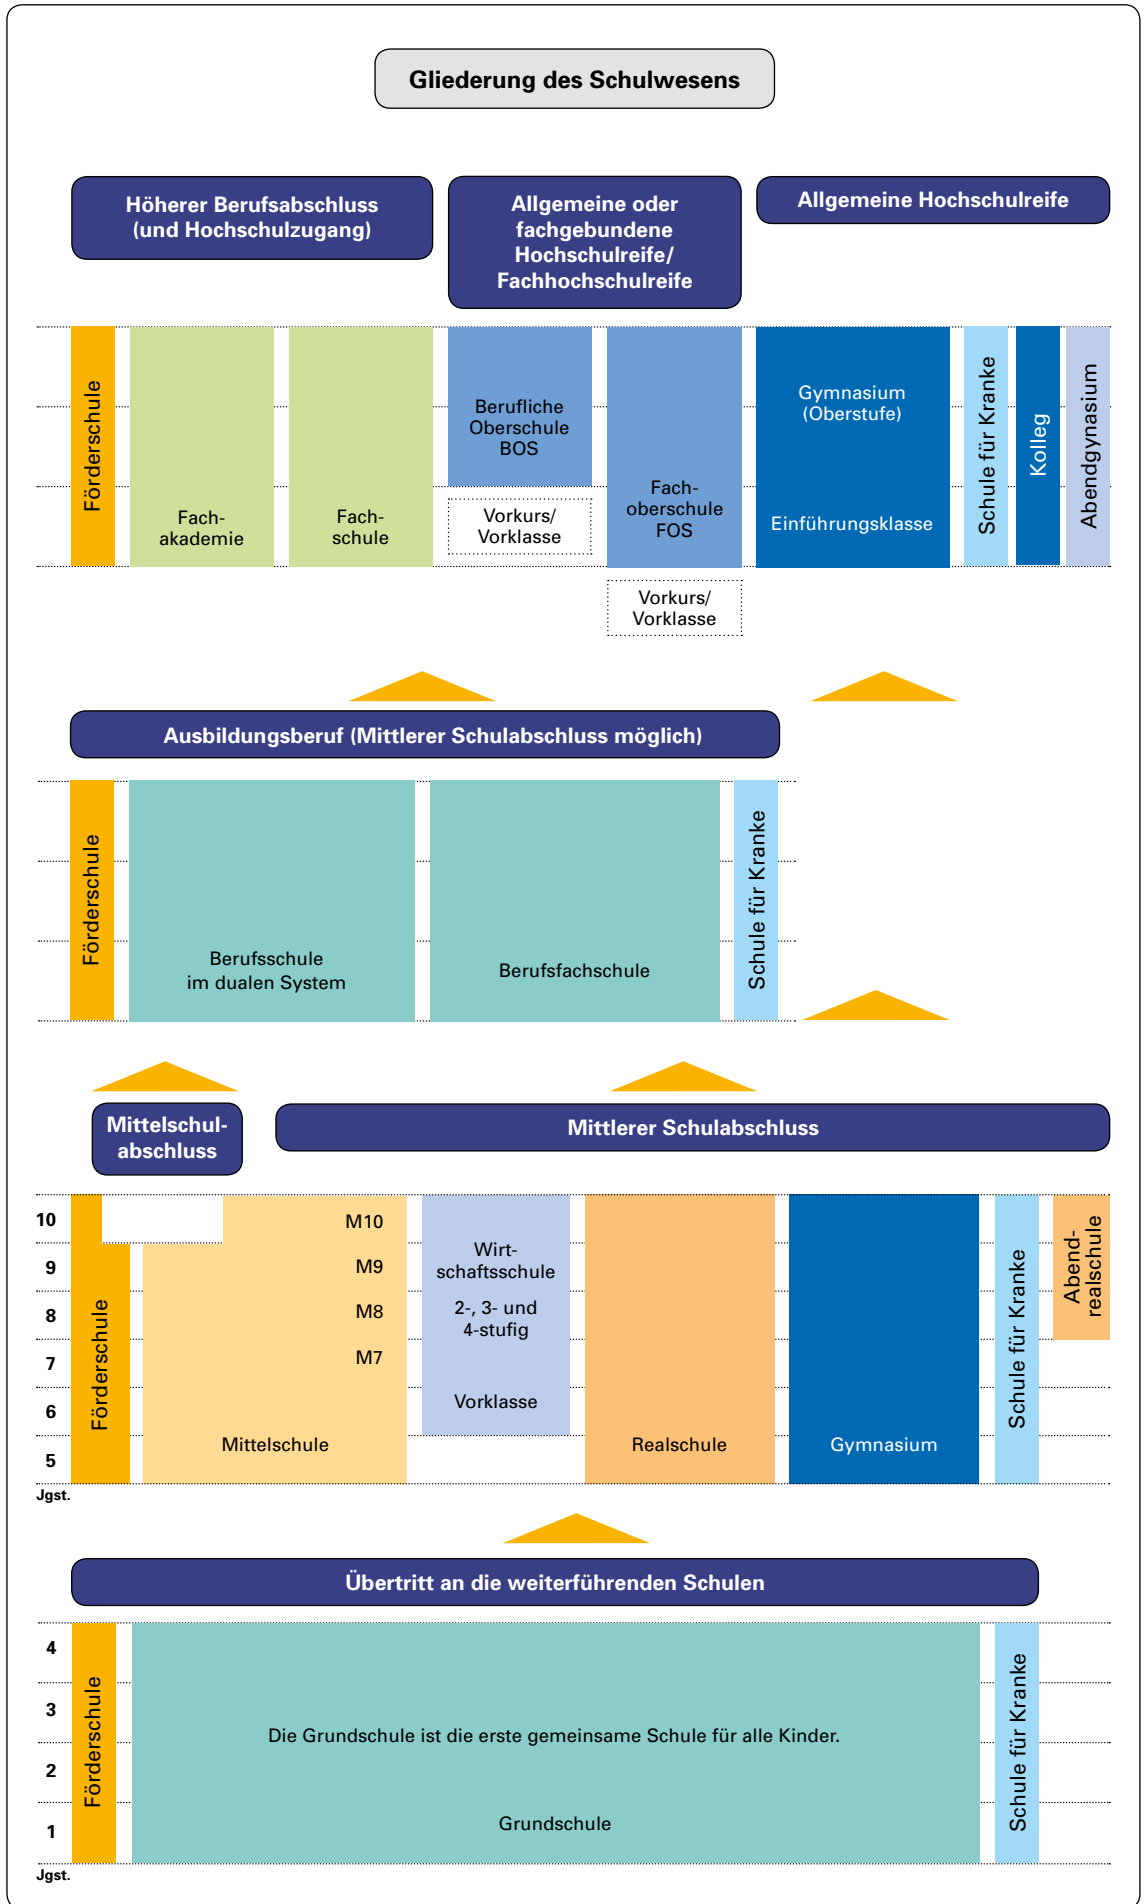 Gliederung des Schulwesens
Höherer Berufsabschluss
(und Hochschulzugang)
Allgemeine oder
fachgebundene
Hochschulreife/
Fachhochschulreife
Allgemeine Hochschulreife
Förderschule
Fach-
akademie
Fach-
schule
Berufliche
Oberschule
BOS
Vorkurs/
Vorklasse
Fach-
oberschule
FOS
Vorkurs/
Vorklasse
Gymnasium
(Oberstufe)
Einführungsklasse
Schule für Kranke
Kolleg
Abendgynasium
Ausbildungsberuf (Mittlerer Schulabschluss möglich)
Förderschule
Berufsschule
im dualen System
Berufsfachschule
Schule für Kranke
Mittelschul-
abschluss
Mittlerer Schulabschluss
10
9
8
7
6
5
Jgst.
Förderschule
M10
M9
M8
M7
Mittelschule
Wirt-
schaftsschule
2-, 3- und
4-stufig
Vorklasse
Realschule
Gymnasium
Schule für Kranke
Abend-
realschule
Übertritt an die weiterführenden Schulen
4
3
2
1
Jgst.
Förderschule
Die Grundschule ist die erste gemeinsame Schule für alle Kinder.
Grundschule
Schule für Kranke